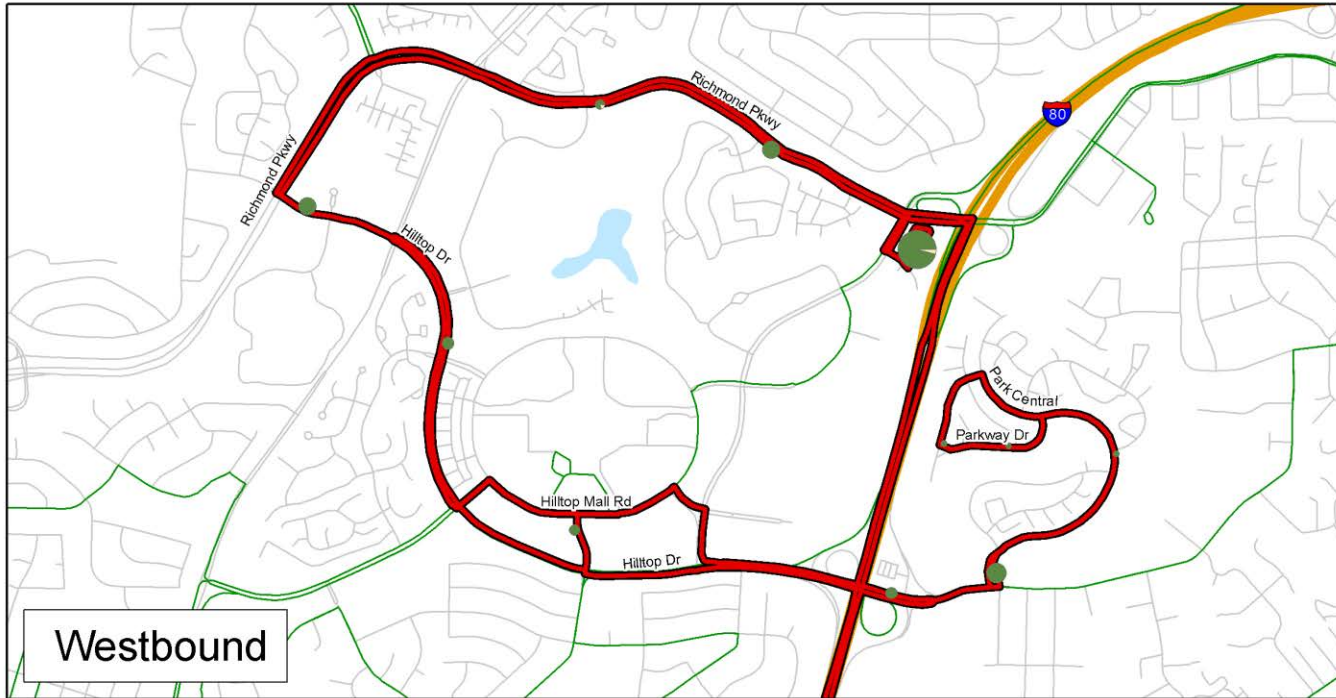 Richmond Pkwy
80
Richmond Pkwy
Hilltop Dr
Park Central
Parkway Dr
Hilltop Mall Rd
Hilltop Dr
Westbound